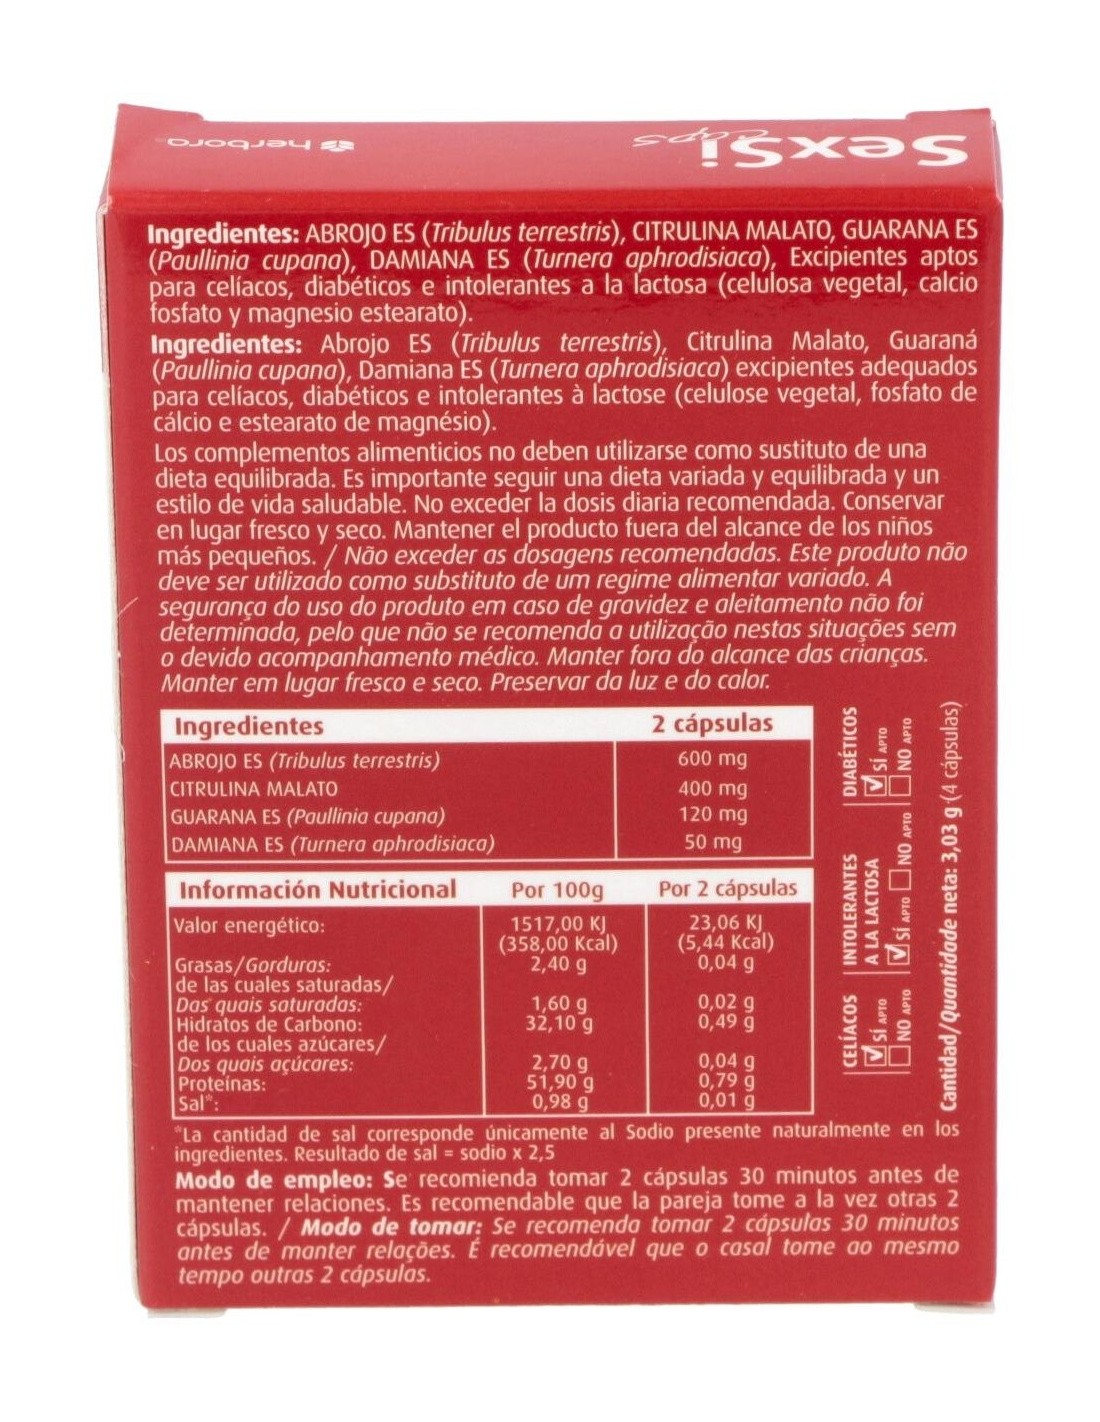 SexSí
caps
herbora
Ingredientes: ABROJO ES (Tribulus terrestris), CITRULINA MALATO, GUARANA ES
(Paullinia cupana), DAMIANA ES (Turnera aphrodisiaca), Excipientes aptos
para celíacos, diabéticos e intolerantes a la lactosa (celulosa vegetal, calcio
fosfato y magnesio estearato).
Ingredientes: Abrojo ES (Tribulus terrestris), Citrulina Malato, Guaraná
(Paullinia cupana), Damiana ES (Turnera aphrodisiaca) excipientes adequados
para celíacos, diabéticos e intolerantes à lactose (celulose vegetal, fosfato de
cálcio e estearato de magnésio).
Los complementos alimenticios no deben utilizarse como sustituto de una
dieta equilibrada. Es importante seguir una dieta variada y equilibrada y un
estilo de vida saludable. No exceder la dosis diaria recomendada. Conservar
en lugar fresco y seco. Mantener el producto fuera del alcance de los niños
más pequeños. / Não exceder as dosagens recomendadas. Este produto não
deve ser utilizado como substituto de um regime alimentar variado. A
segurança do uso do produto em caso de gravidez e aleitamento não foi
determinada, pelo que não se recomenda a utilização nestas situações sem
o devido acompanhamento médico. Manter fora do alcance das crianças.
Manter em lugar fresco e seco. Preservar da luz e do calor.
Ingredientes 2 cápsulas
ABROJO ES (Tribulus terrestris) 600 mg
CITRULINA MALATO 400 mg
GUARANA ES (Paullinia cupana) 120 mg
DAMIANA ES (Turnera aphrodisiaca) 50 mg
Información Nutricional Por 100g Por 2 cápsulas
Valor energético: 1517,00 KJ 23,06 KJ
(358,00 Kcal) (5,44 Kcal)
Grasas/Gorduras: 2,40 g 0,04 g
de las cuales saturadas/
Das quais saturadas: 1,60 g 0,02 g
Hidratos de Carbono: 32,10 g 0,49 g
de los cuales azúcares/
Dos quais açúcares: 2,70 g 0,04 g
Proteínas: 51,90 g 0,79 g
Sal*: 0,98 g 0,01 g
CELÍACOS
SÍ APTO
NO APTO
INTOLERANTES
A LA LACTOSA
SÍ APTO NO APTO
DIABÉTICOS
SÍ APTO
NO APTO
Cantidad/Quantidade neta: 3,03 g (4 cápsulas)
*La cantidad de sal corresponde únicamente al Sodio presente naturalmente en los
ingredientes. Resultado de sal = sodio x 2,5
Modo de empleo: Se recomienda tomar 2 cápsulas 30 minutos antes de
mantener relaciones. Es recomendable que la pareja tome a la vez otras 2
cápsulas. / Modo de tomar: Se recomenda tomar 2 cápsulas 30 minutos
antes de manter relações. É recomendável que o casal tome ao mesmo
tempo outras 2 cápsulas.